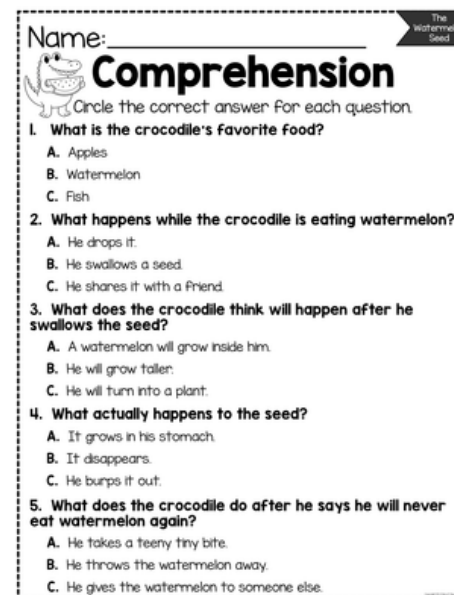 The
Waterme
Seed
Name:
Comprehension
Circle the correct answer for each question.
1. What is the crocodile's favorite food?
A. Apples
B. Watermelon
C. Fish
2. What happens while the crocodile is eating watermelon?
A. He drops it.
B. He swallows a seed.
C. He shares it with a friend.
3. What does the crocodile think will happen after he
swallows the seed?
A. A watermelon will grow inside him.
B. He will grow taller.
C. He will turn into a plant.
4. What actually happens to the seed?
A. It grows in his stomach.
B. It disappears.
C. He burps it out.
5. What does the crocodile do after he says he will never
eat watermelon again?
A. He takes a teeny tiny bite.
B. He throws the watermelon away.
C. He gives the watermelon to someone else.